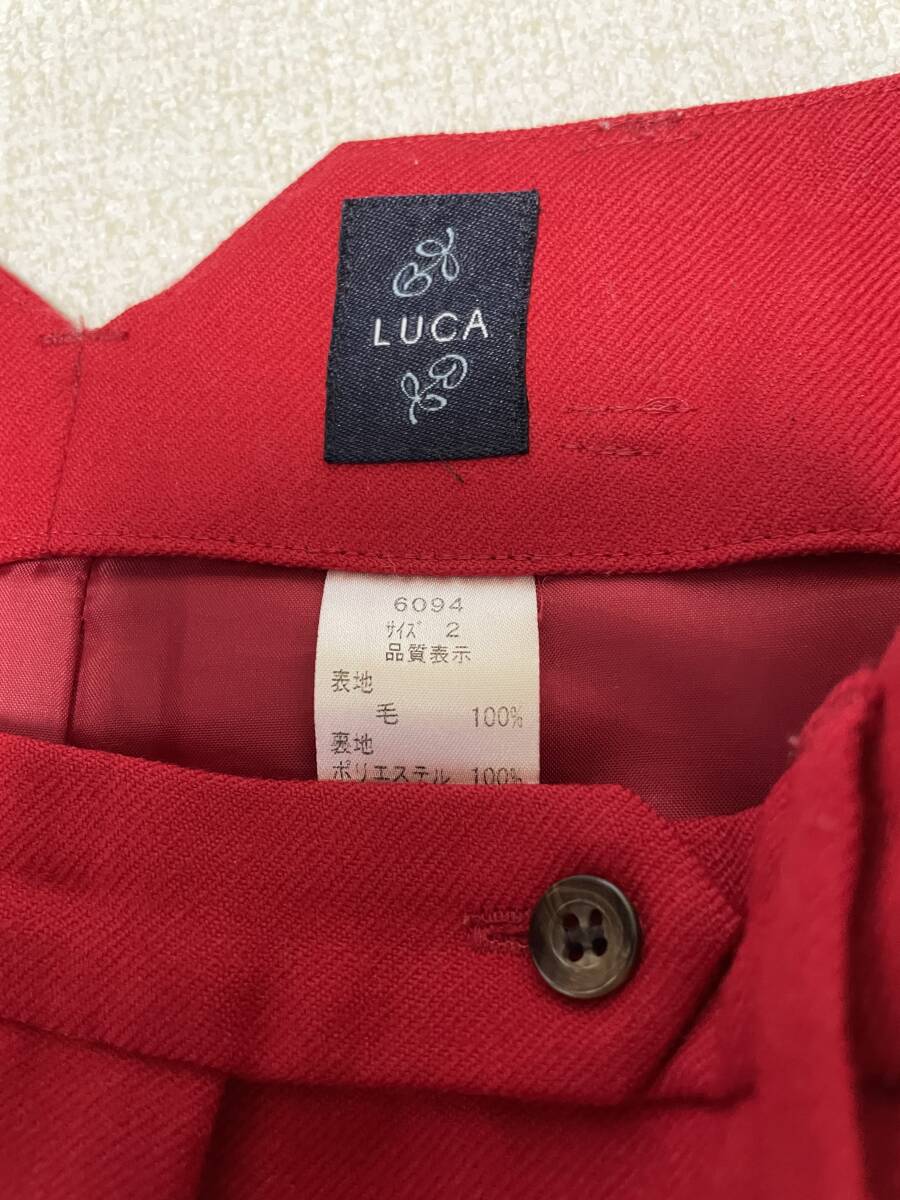 LUCA
6094
ｻｲｽﾞ 2
品質表示
表地
毛 100%
裏地
ポリエステル 100%